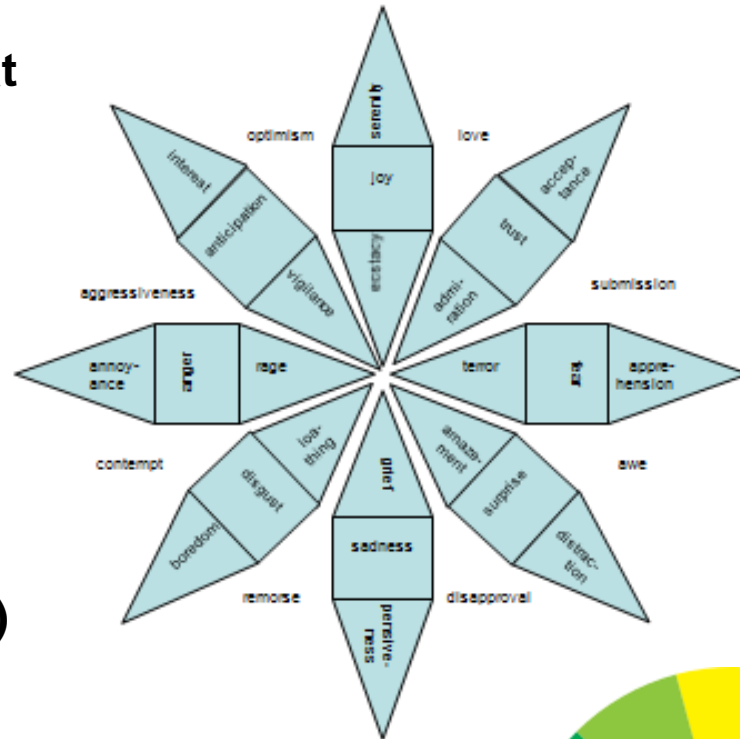 t
serenity
optimism
love
joy
interest
accep-
tance
anticipation
trust
ecstacy
vigilance
admi-
ration
aggressiveness
submission
annoy-
ance
anger
rage
terror
fear
appre-
hension
loa-
thing
amaze-
ment
grief
contempt
awe
disgust
surprise
boredom
sadness
distrac-
tion
remorse
disapproval
)
pensive-
ness